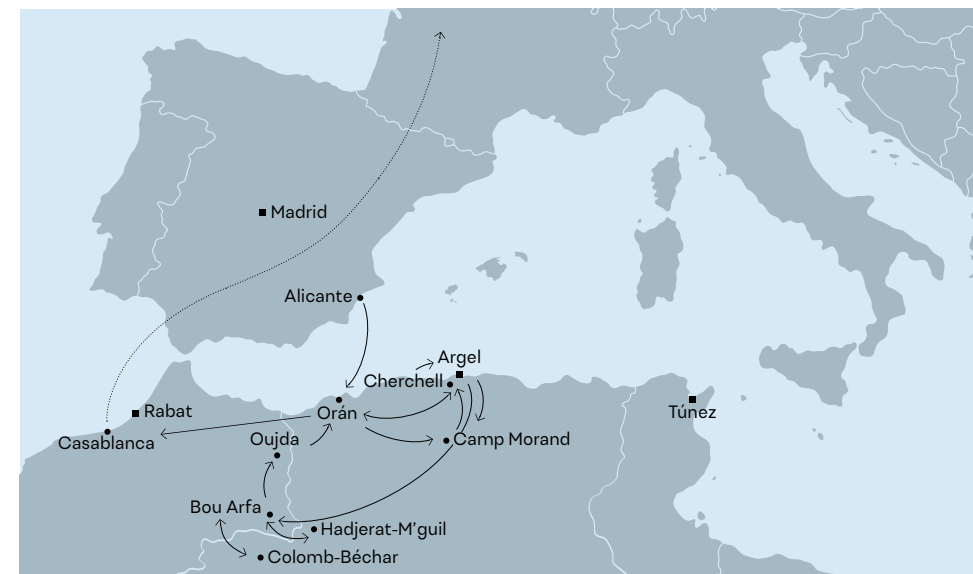 Madrid
Alicante
Argel
Cherchell
Rabat
Orán
Túnez
Casablanca
Oujda
Camp Morand
Bou Arfa
Hadjerat-M’guil
Colomb-Béchar